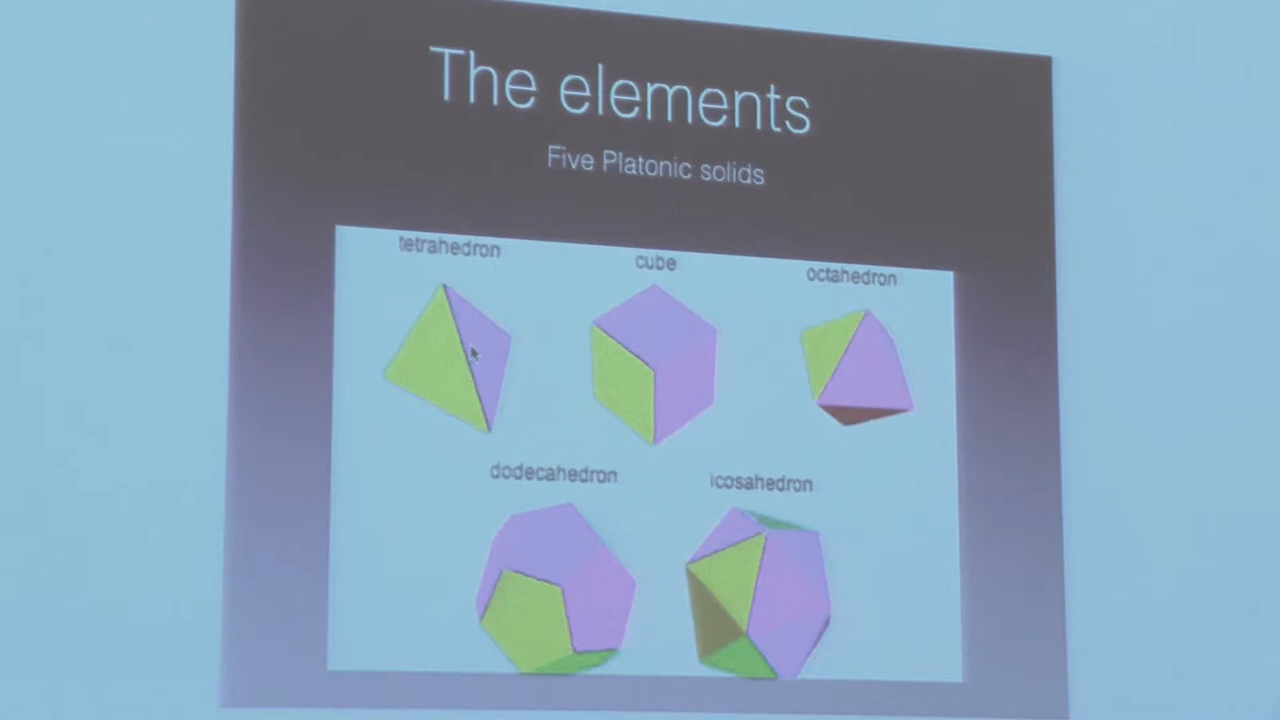 The elements
Five Platonic solids
tetrahedron
cube
octahedron
dodecahedron
icosahedron